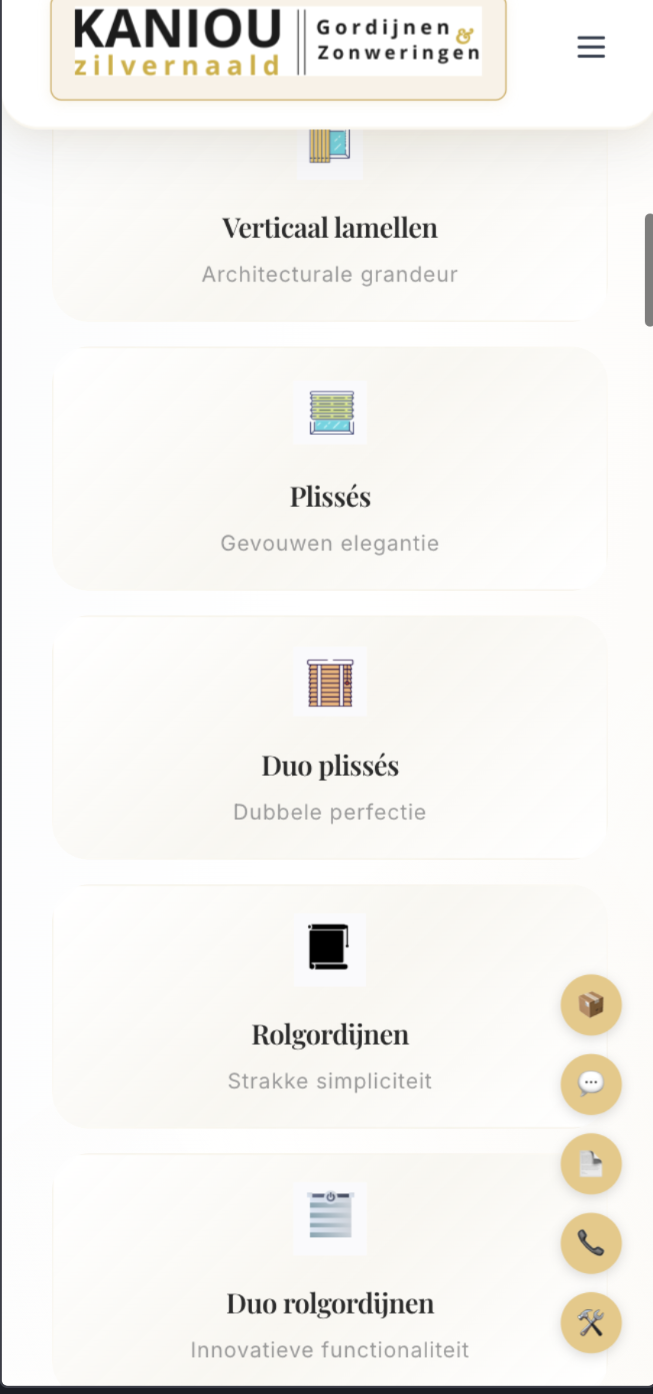 KANIOU
zilvernaald
Gordijnen &
Zonweringen
Verticaal lamellen
Architecturale grandeur
Plissés
Gevouwen elegantie
Duo plissés
Dubbele perfectie
Rolgordijnen
Strakke simpliciteit
Duo rolgordijnen
Innovatieve functionaliteit